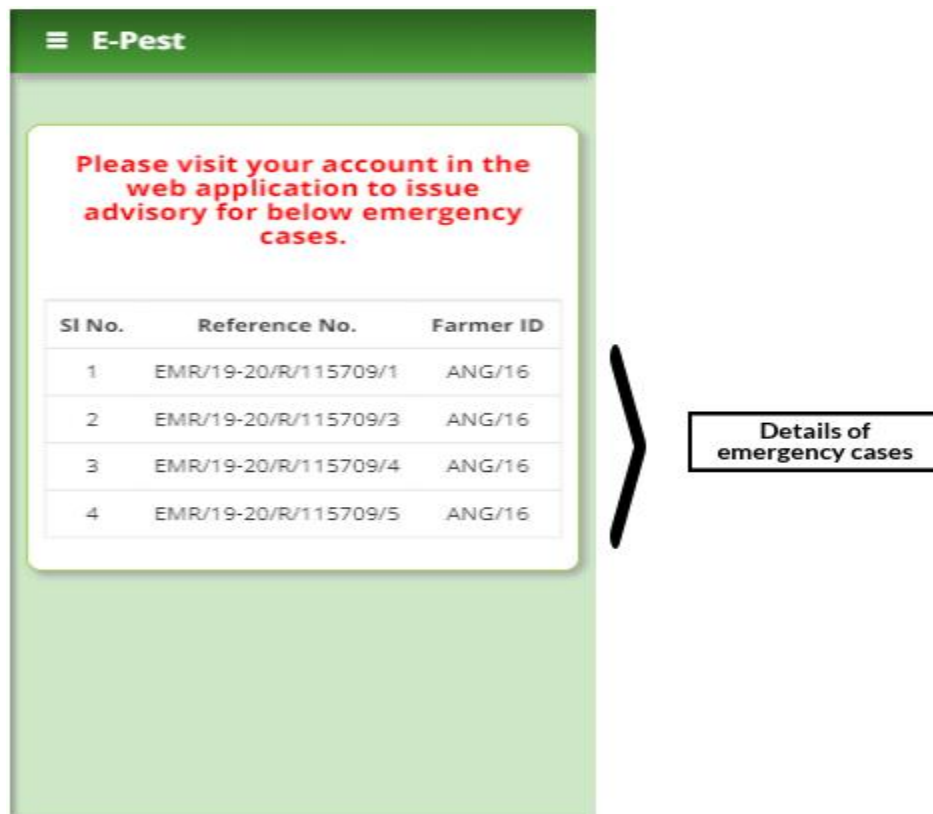 E-Pest
Please visit your account in the
web application to issue
advisory for below emergency
cases.
Sl No. Reference No. Farmer ID
1 EMR/19-20/R/115709/1 ANG/16
2 EMR/19-20/R/115709/3 ANG/16
3 EMR/19-20/R/115709/4 ANG/16
4 EMR/19-20/R/115709/5 ANG/16
Details of
emergency cases